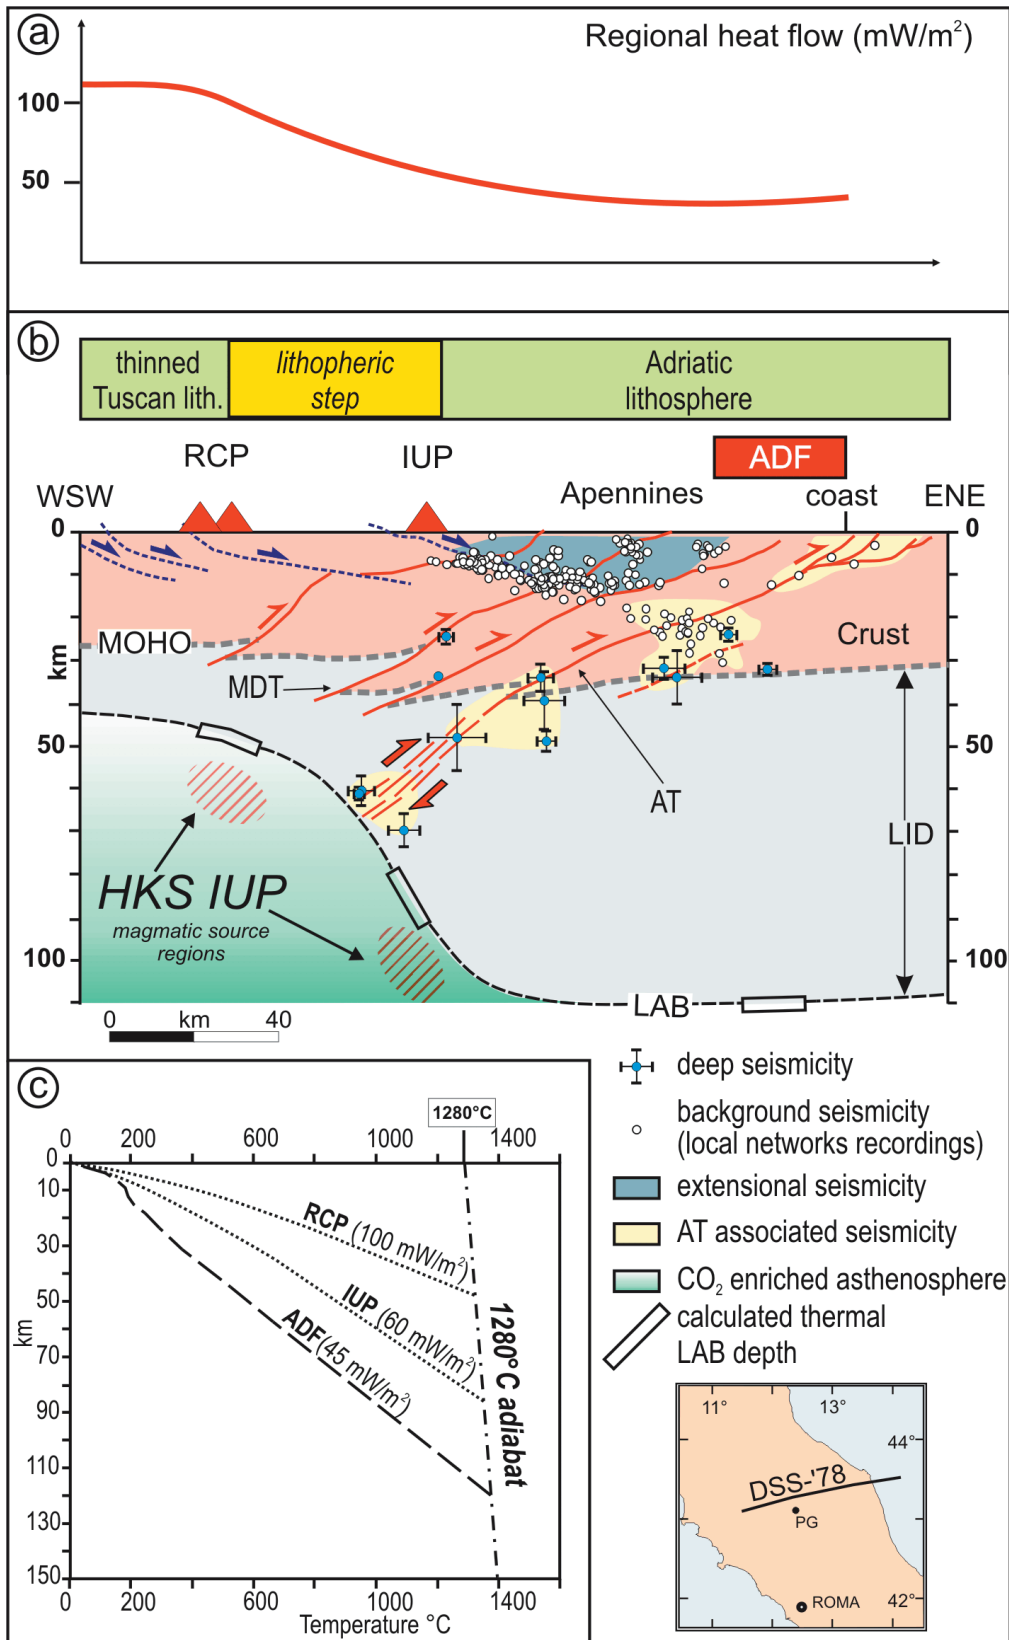 a
Regional heat flow (mW/m²)
100
50
b
thinned
Tuscan lith.
lithopheric
step
Adriatic
lithosphere
RCP
IUP
ADF
WSW
Apennines
coast
ENE
0
0
MOHO
Crust
km
MDT
50
50
AT
LID
HKS IUP
magmatic source
regions
100
100
LAB
0 km 40
deep seismicity
background seismicity
(local networks recordings)
extensional seismicity
AT associated seismicity
CO₂ enriched asthenosphere
calculated thermal
LAB depth
c
1280°C
0 200 600 1000 1400
0
10
30
50
70
90
110
130
150
km
RCP (100 mW/m²)
IUP (60 mW/m²)
ADF (45 mW/m²)
1280°C adiabat
0 200 600 1000 1400
Temperature °C
11° 13°
44°
DSS-'78
PG
ROMA
42°